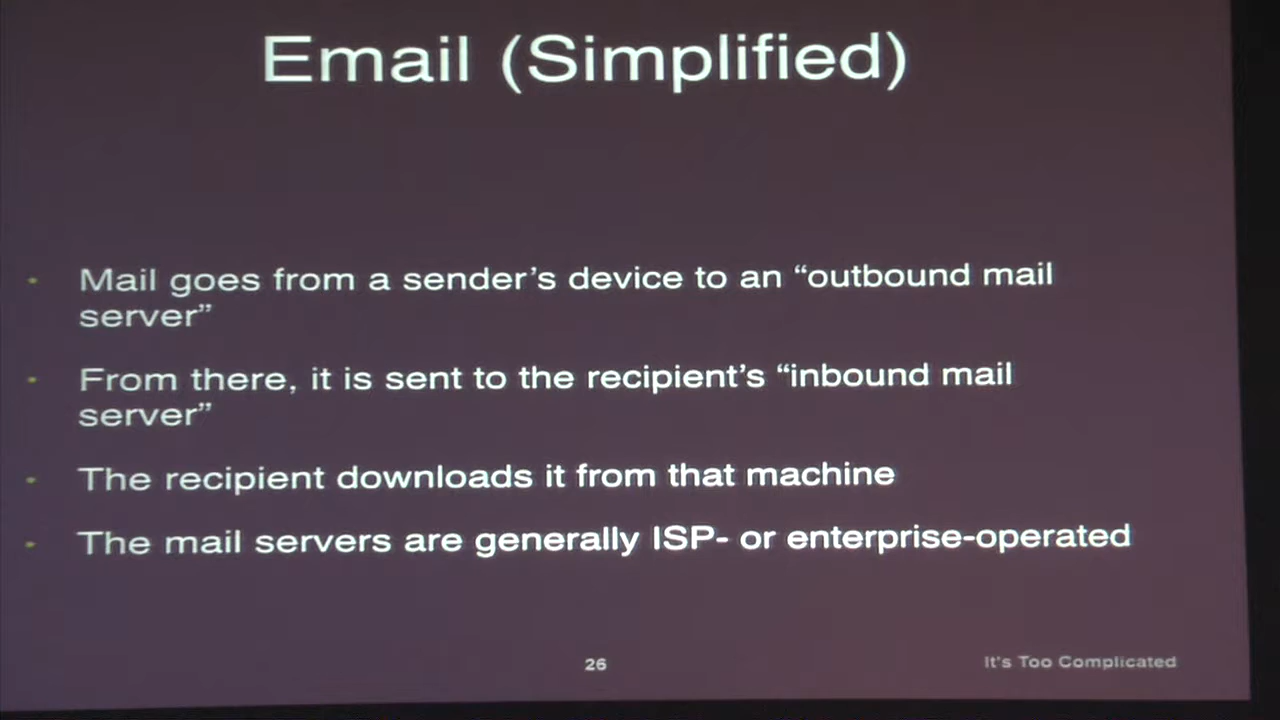 Email (Simplified)
• Mail goes from a sender’s device to an “outbound mail
server”
• From there, it is sent to the recipient’s “inbound mail
server”
• The recipient downloads it from that machine
• The mail servers are generally ISP- or enterprise-operated
26
It's Too Complicated